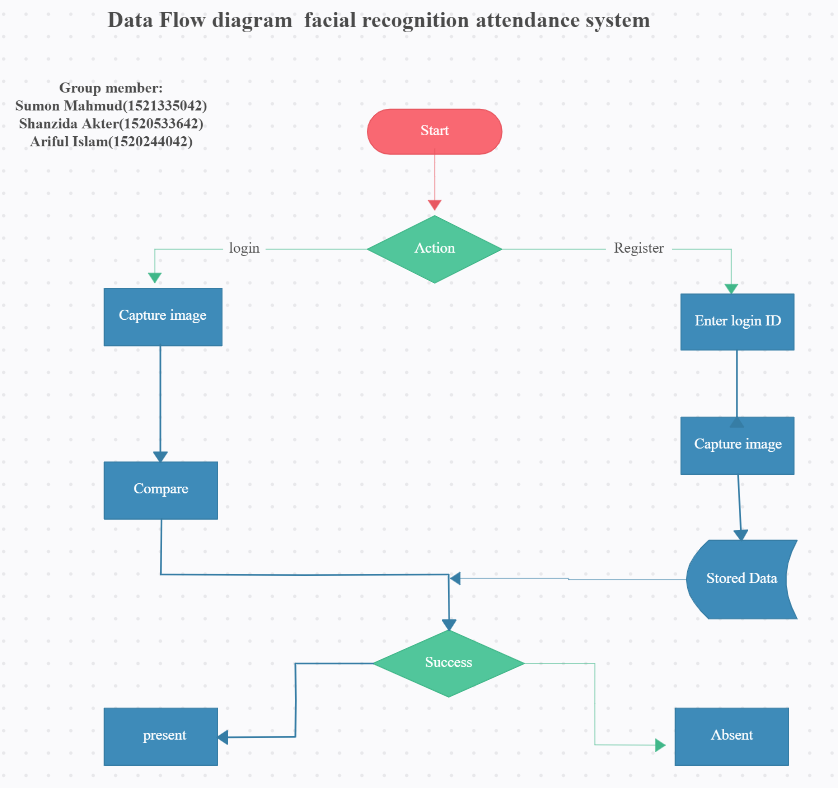 Data Flow diagram facial recognition attendance system
Group member:
Sumon Mahmud(1521335042)
Shanzida Akter(1520533642)
Ariful Islam(1520244042)
Start
Action
login
Register
Capture image
Enter login ID
Capture image
Compare
Stored Data
Success
present
Absent